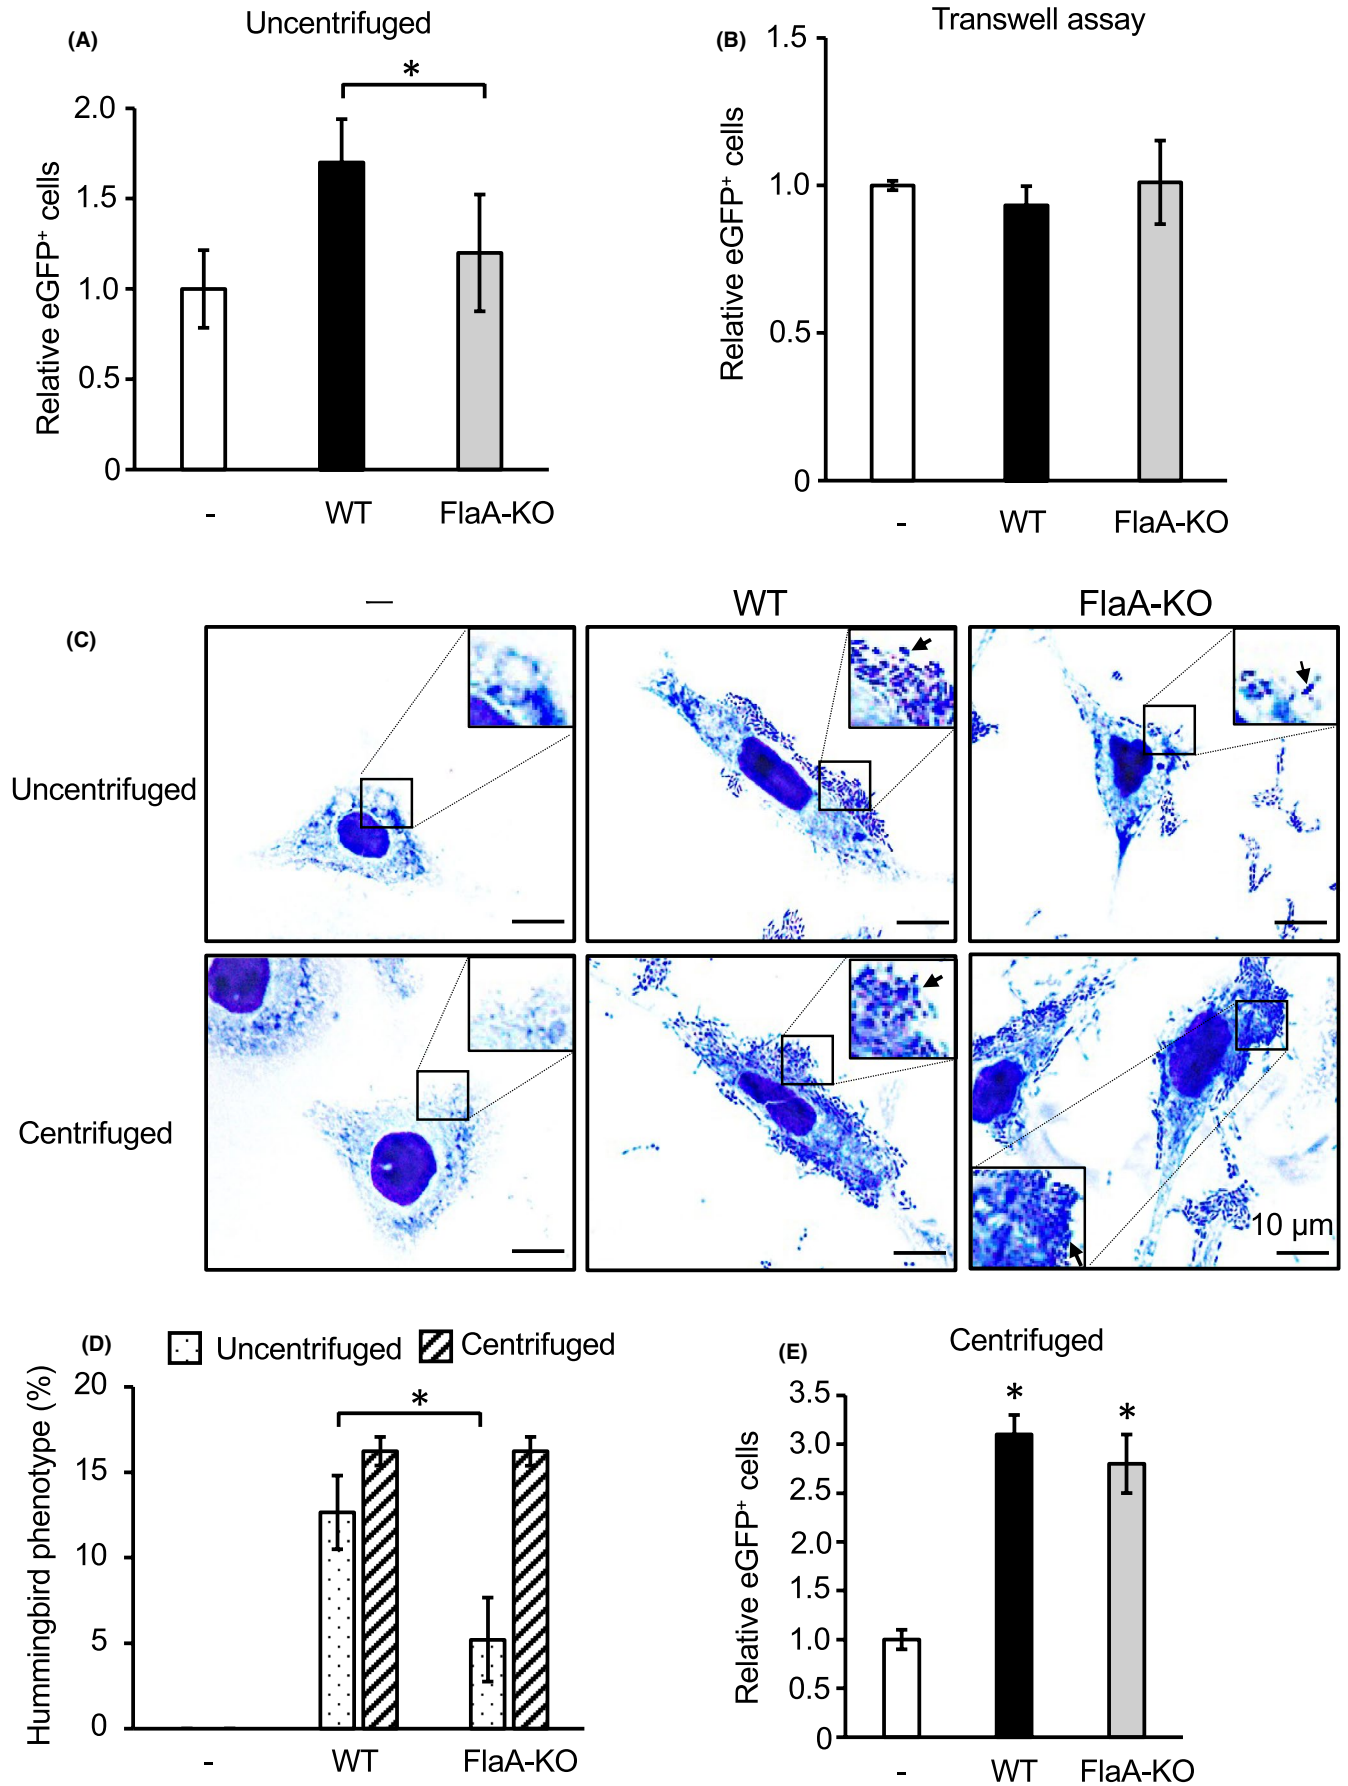 (A)
Uncentrifuged
*
Relative eGFP⁺ cells
2.0
1.5
1.0
0.5
0
-
WT
FlaA-KO
(B)
Transwell assay
Relative eGFP⁺ cells
1.5
1.0
0.5
0
-
WT
FlaA-KO
(C)
—
WT
FlaA-KO
Uncentrifuged
Centrifuged
10 μm
(D)
Uncentrifuged
Centrifuged
*
Hummingbird phenotype (%)
20
15
10
5
0
-
WT
FlaA-KO
(E)
Centrifuged
*
*
Relative eGFP⁺ cells
3.5
3.0
2.5
2.0
1.5
1.0
0.5
0
-
WT
FlaA-KO